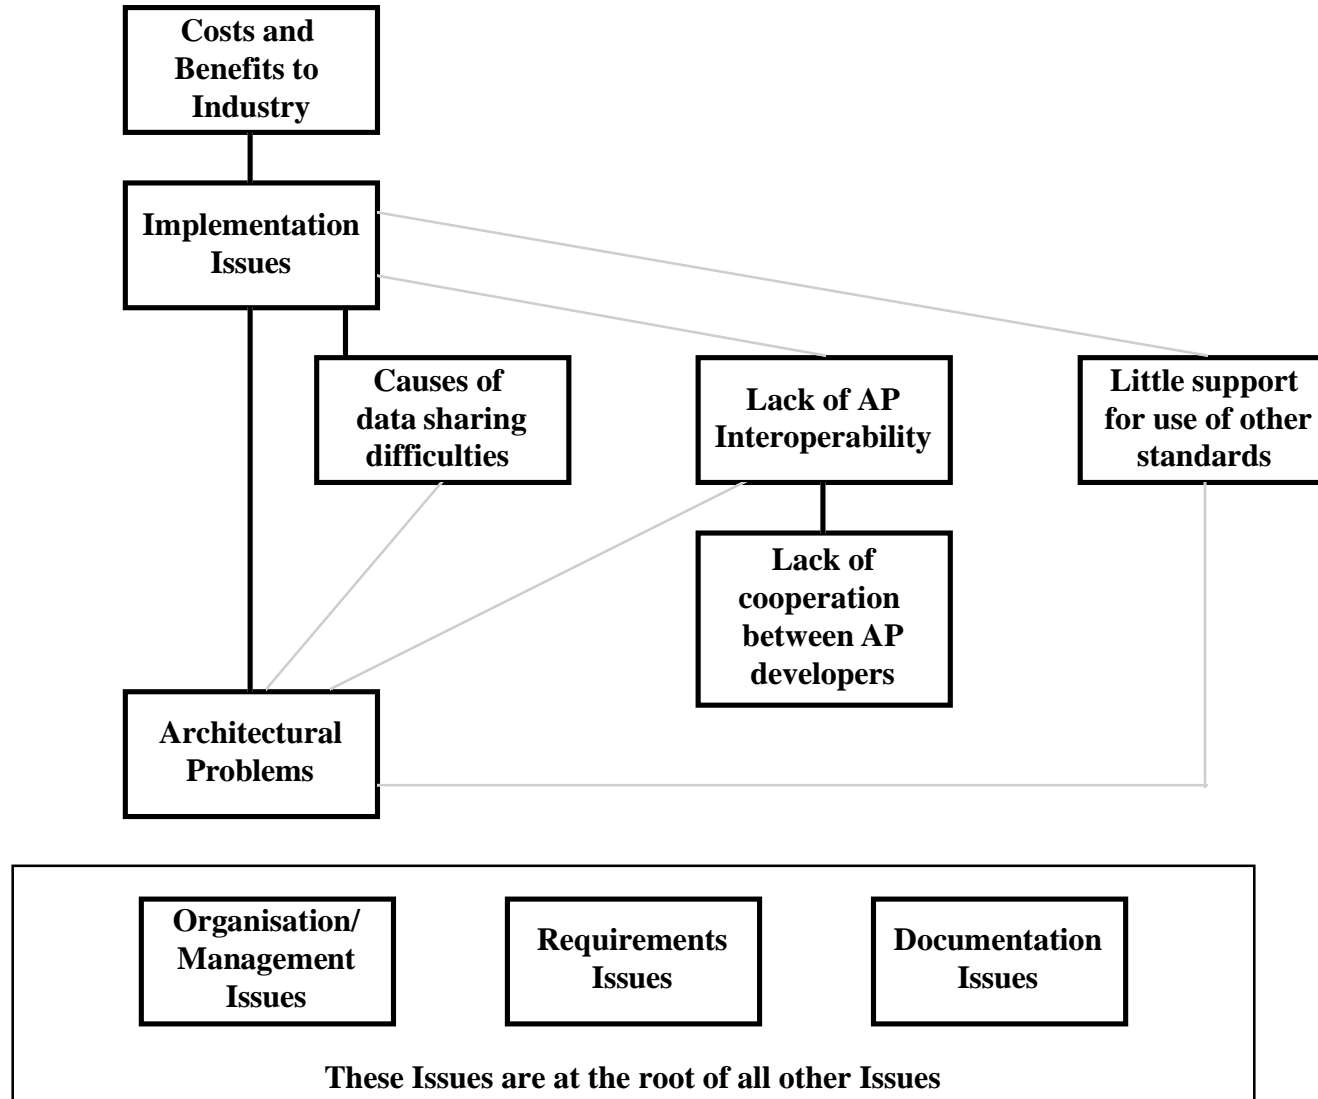 Costs and
Benefits to
Industry
Implementation
Issues
Causes of
data sharing
difficulties
Lack of AP
Interoperability
Little support
for use of other
standards
Lack of
cooperation
between AP
developers
Architectural
Problems
Organisation/
Management
Issues
Requirements
Issues
Documentation
Issues
These Issues are at the root of all other Issues